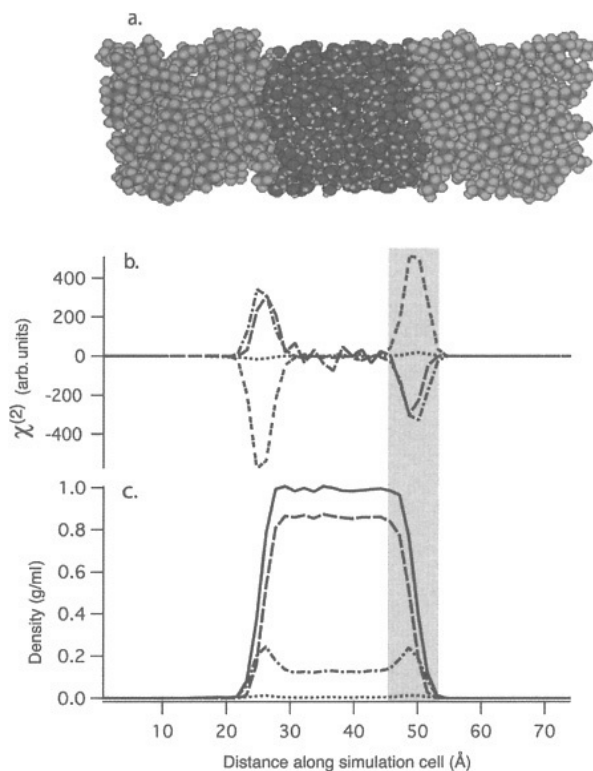 a.
b.
400
200
0
-200
-400
χ(2) (arb. units)
c.
1.0
0.8
0.6
0.4
0.2
0.0
Density (g/ml)
10 20 30 40 50 60 70
Distance along simulation cell (Å)